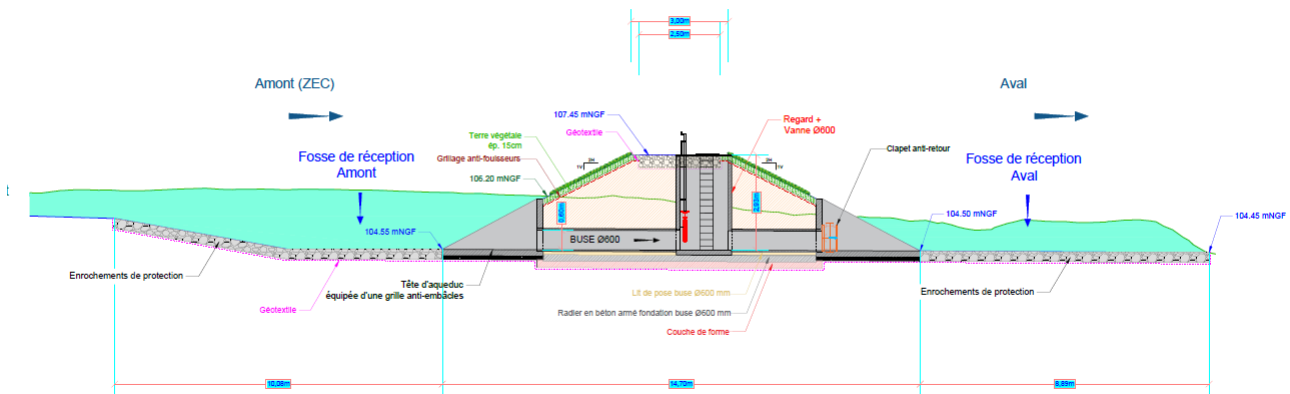 3,00m
2,50m
Amont (ZEC)
Aval
107.45 mNGF
Géotextile
Regard +
Vanne Ø600
Terre végétale
ép. 15cm
Grillage anti-fouisseurs
106.20 mNGF
Clapet anti-retour
Fosse de réception
Amont
Fosse de réception
Aval
t
0,60m
104.55 mNGF
104.50 mNGF
104.45 mNGF
BUSE Ø600
Enrochements de protection
Géotextile
Tête d'aqueduc
équipée d'une grille anti-embâcles
Lit de pose buse Ø600 mm
Radier en béton armé fondation buse Ø600 mm
Couche de forme
Enrochements de protection
10,08m
14,70m
8,89m